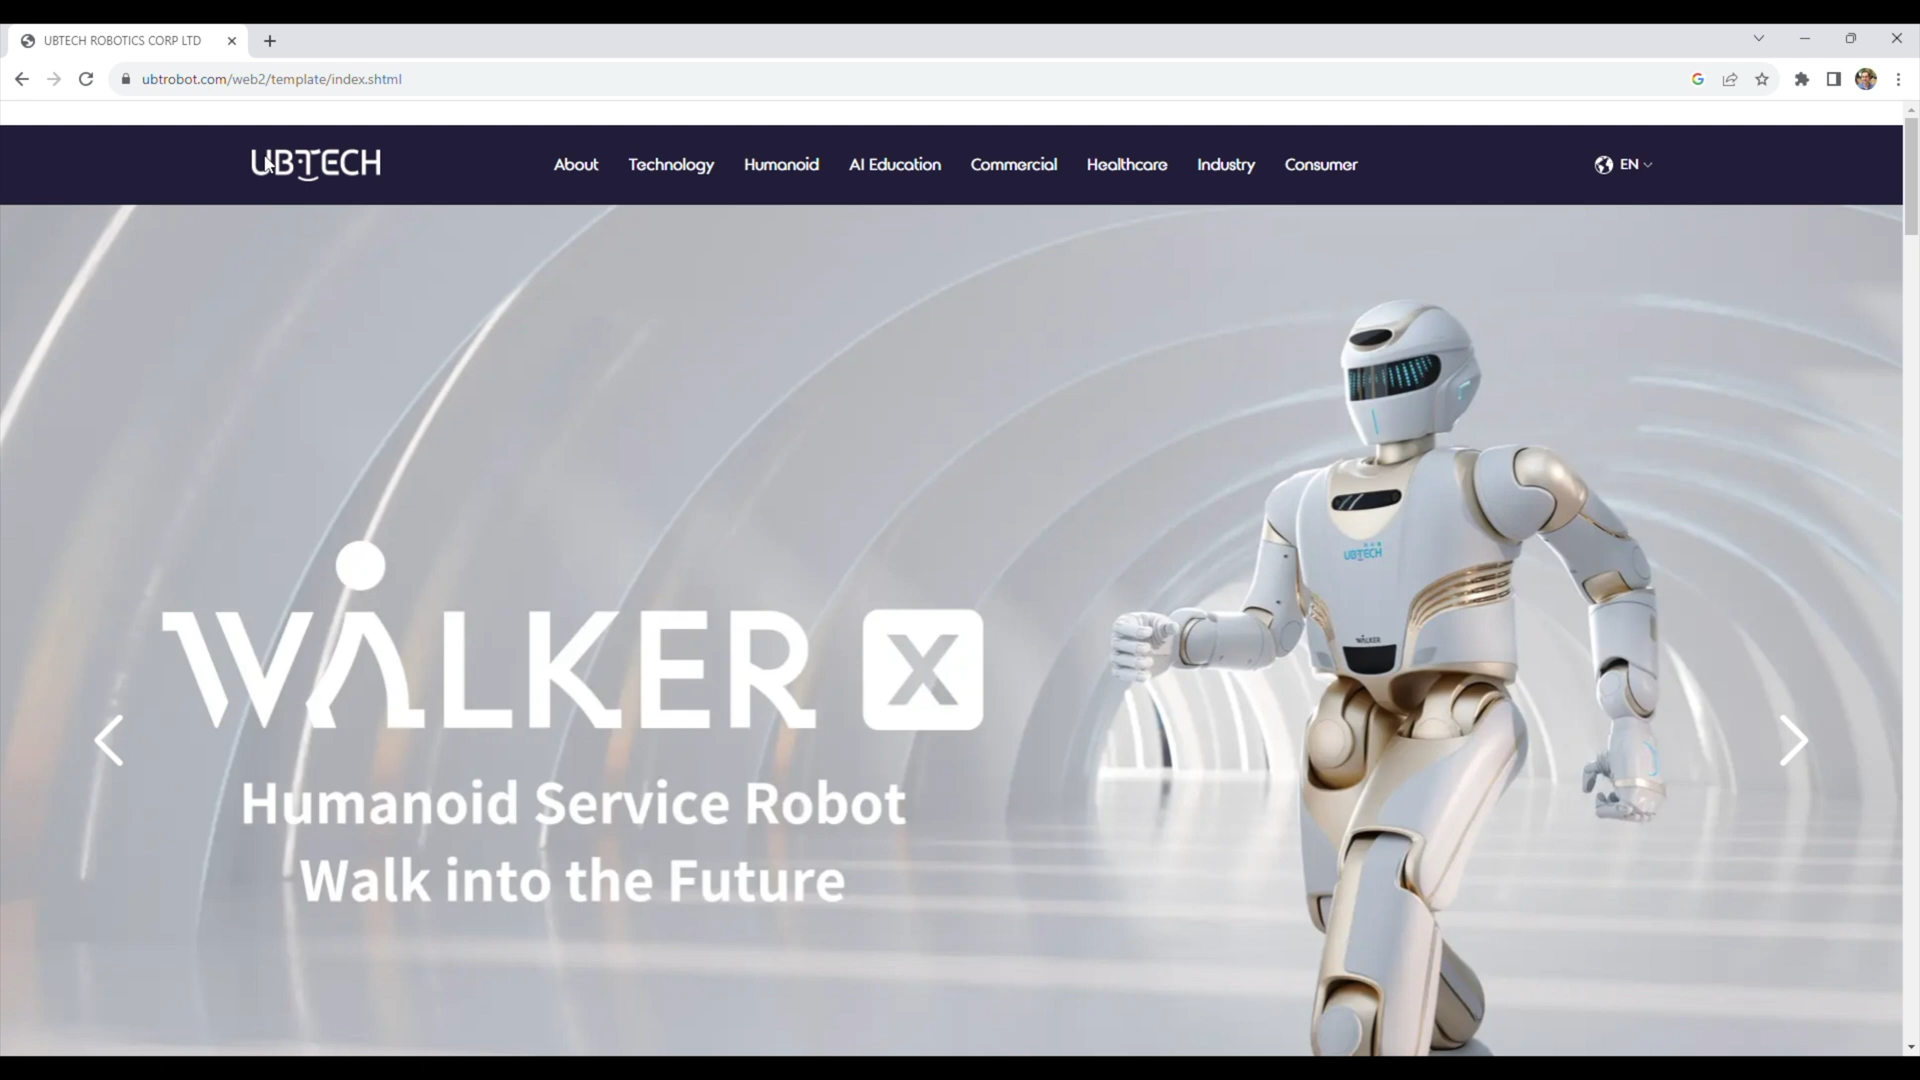 UBTECH ROBOTICS CORP LTD
ubtrobot.com/web2/template/index.shtml
UBTECH
About Technology Humanoid AI Education Commercial Healthcare Industry Consumer
EN
UBTECH
WALKER
WALKER X
Humanoid Service Robot
Walk into the Future